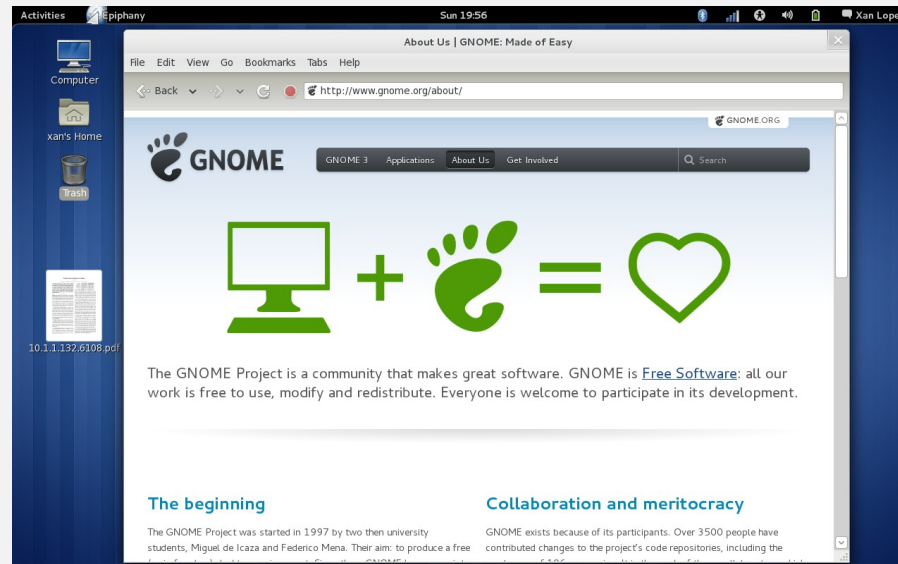 Activities Epiphany Sun 19:56 Xan Lope
About Us | GNOME: Made of Easy
File Edit View Go Bookmarks Tabs Help
Back http://www.gnome.org/about/
Computer
xan's Home
Trash
10.1.1.132.6108.pdf
GNOME.ORG
GNOME
GNOME 3 Applications About Us Get Involved Search
The GNOME Project is a community that makes great software. GNOME is Free Software: all our
work is free to use, modify and redistribute. Everyone is welcome to participate in its development.
The beginning
The GNOME Project was started in 1997 by two then university
students, Miguel de Icaza and Federico Mena. Their aim: to produce a free
Collaboration and meritocracy
GNOME exists because of its participants. Over 3500 people have
contributed changes to the project's code repositories, including the